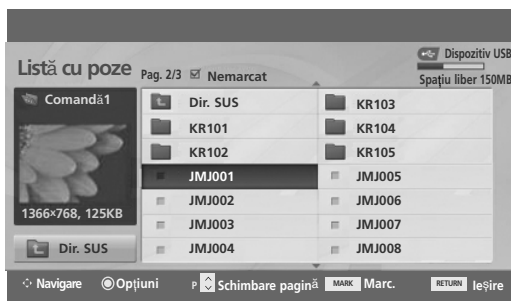 Listă cu poze
Pag. 2/3 Nemarcat
Dispozitiv USB
Spaţiu liber 150MB
Comandă1
1366×768, 125KB
Dir. SUS
Dir. SUS
KR101
KR102
JMJ001
JMJ002
JMJ003
JMJ004
KR103
KR104
KR105
JMJ005
JMJ006
JMJ007
JMJ008
Navigare Opţiuni P Schimbare pagină MARK Marc. RETURN Ieşire